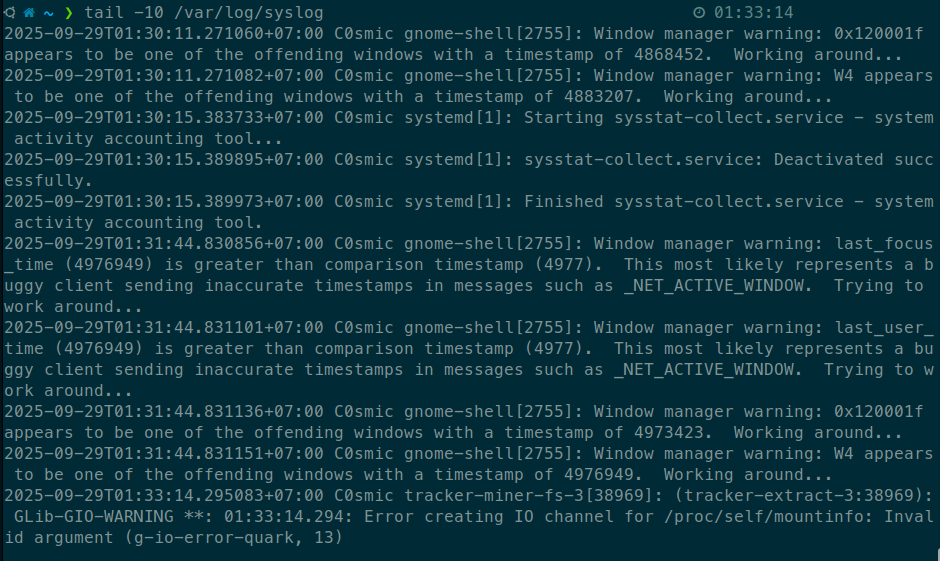 ~ ❯ tail -10 /var/log/syslog 01:33:14
2025-09-29T01:30:11.271060+07:00 C0smic gnome-shell[2755]: Window manager warning: 0x120001f
appears to be one of the offending windows with a timestamp of 4868452.  Working around...
2025-09-29T01:30:11.271082+07:00 C0smic gnome-shell[2755]: Window manager warning: W4 appears
 to be one of the offending windows with a timestamp of 4883207.  Working around...
2025-09-29T01:30:15.383733+07:00 C0smic systemd[1]: Starting sysstat-collect.service - system
 activity accounting tool...
2025-09-29T01:30:15.389895+07:00 C0smic systemd[1]: sysstat-collect.service: Deactivated succ
essfully.
2025-09-29T01:30:15.389973+07:00 C0smic systemd[1]: Finished sysstat-collect.service - system
 activity accounting tool.
2025-09-29T01:31:44.830856+07:00 C0smic gnome-shell[2755]: Window manager warning: last_focus
_time (4976949) is greater than comparison timestamp (4977).  This most likely represents a b
uggy client sending inaccurate timestamps in messages such as _NET_ACTIVE_WINDOW.  Trying to
work around...
2025-09-29T01:31:44.831101+07:00 C0smic gnome-shell[2755]: Window manager warning: last_user_
time (4976949) is greater than comparison timestamp (4977).  This most likely represents a bu
ggy client sending inaccurate timestamps in messages such as _NET_ACTIVE_WINDOW.  Trying to w
ork around...
2025-09-29T01:31:44.831136+07:00 C0smic gnome-shell[2755]: Window manager warning: 0x120001f
appears to be one of the offending windows with a timestamp of 4973423.  Working around...
2025-09-29T01:31:44.831151+07:00 C0smic gnome-shell[2755]: Window manager warning: W4 appears
 to be one of the offending windows with a timestamp of 4976949.  Working around...
2025-09-29T01:33:14.295083+07:00 C0smic tracker-miner-fs-3[38969]: (tracker-extract-3:38969):
 GLib-GIO-WARNING **: 01:33:14.294: Error creating IO channel for /proc/self/mountinfo: Inval
id argument (g-io-error-quark, 13)